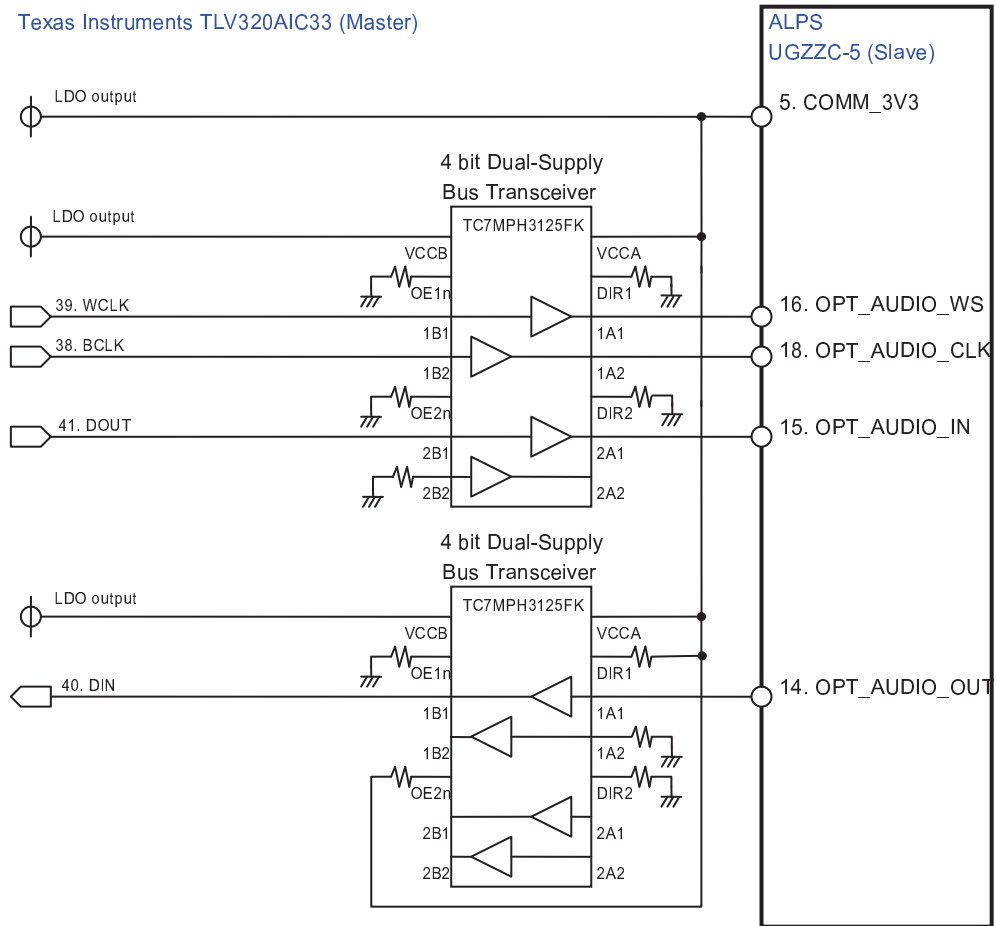 Texas Instruments TLV320AIC33 (Master)
ALPS
UGZZC-5 (Slave)
LDO output
5. COMM_3V3
4 bit Dual-Supply
Bus Transceiver
LDO output
TC7MPH3125FK
VCCB
VCCA
OE1n
DIR1
39. WCLK
16. OPT_AUDIO_WS
1B1
1A1
38. BCLK
18. OPT_AUDIO_CLK
1B2
1A2
OE2n
DIR2
41. DOUT
15. OPT_AUDIO_IN
2B1
2A1
2B2
2A2
4 bit Dual-Supply
Bus Transceiver
LDO output
TC7MPH3125FK
VCCB
VCCA
OE1n
DIR1
40. DIN
14. OPT_AUDIO_OUT
1B1
1A1
1B2
1A2
OE2n
DIR2
2B1
2A1
2B2
2A2